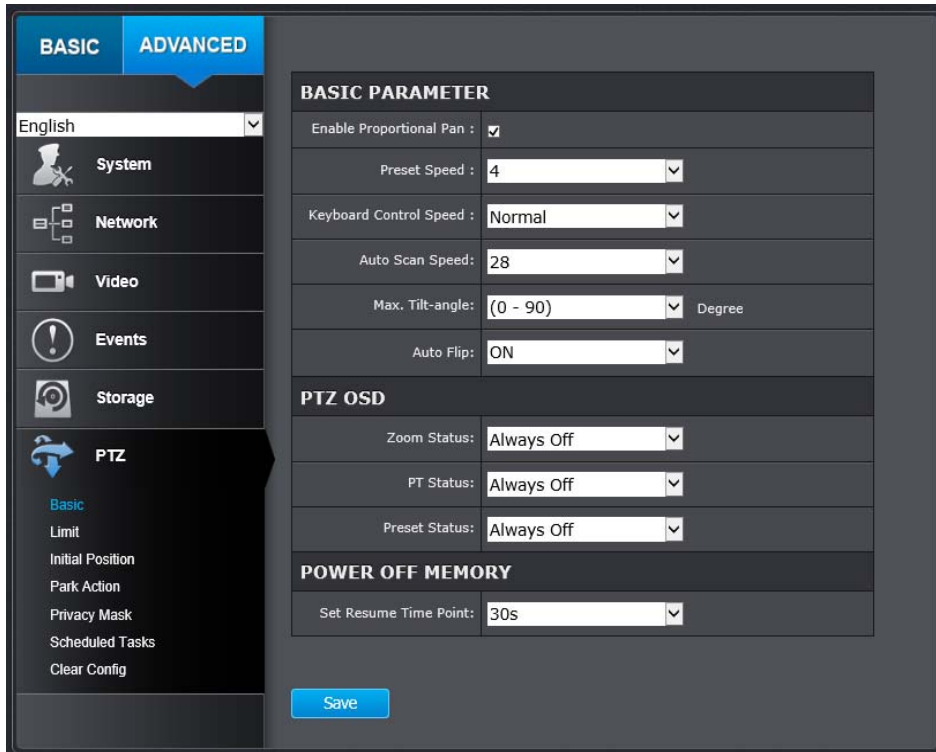 BASIC ADVANCED
English
System
Network
Video
Events
Storage
PTZ
Basic
Limit
Initial Position
Park Action
Privacy Mask
Scheduled Tasks
Clear Config
BASIC PARAMETER
Enable Proportional Pan :
Preset Speed : 4
Keyboard Control Speed : Normal
Auto Scan Speed: 28
Max. Tilt-angle: (0 - 90) Degree
Auto Flip: ON
PTZ OSD
Zoom Status: Always Off
PT Status: Always Off
Preset Status: Always Off
POWER OFF MEMORY
Set Resume Time Point: 30s
Save